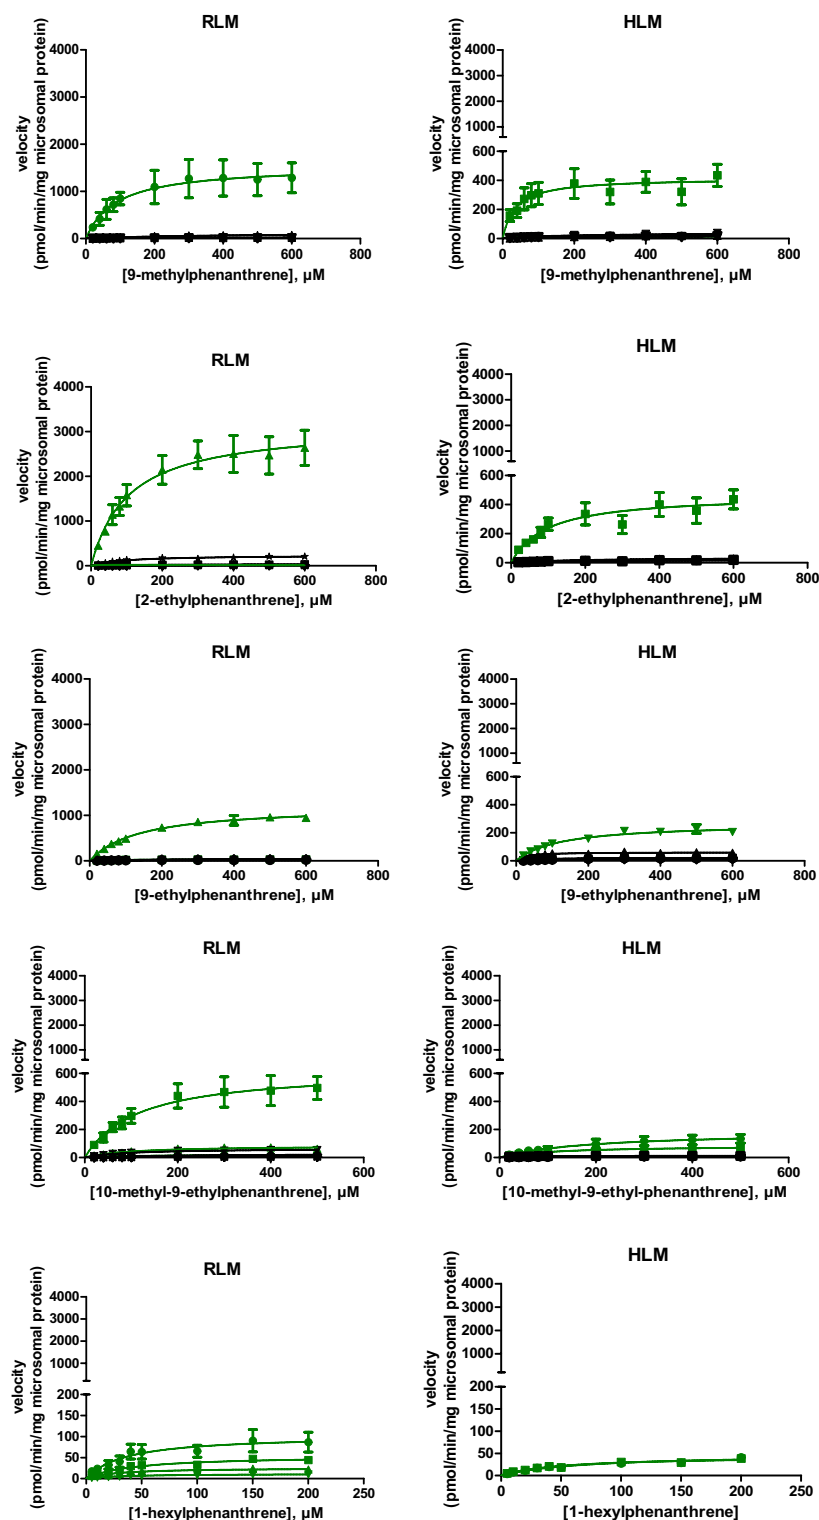 RLM
velocity
(pmol/min/mg microsomal protein)
4000
3000
2000
1000
0
0 200 400 600 800
[9-methylphenanthrene], µM
HLM
velocity
(pmol/min/mg microsomal protein)
4000
3000
2000
1000
600
400
200
0
0 200 400 600 800
[9-methylphenanthrene], µM
RLM
velocity
(pmol/min/mg microsomal protein)
4000
3000
2000
1000
0
0 200 400 600 800
[2-ethylphenanthrene], µM
HLM
velocity
(pmol/min/mg microsomal protein)
4000
3000
2000
1000
600
400
200
0
0 200 400 600 800
[2-ethylphenanthrene], µM
RLM
velocity
(pmol/min/mg microsomal protein)
4000
3000
2000
1000
0
0 200 400 600 800
[9-ethylphenanthrene], µM
HLM
velocity
(pmol/min/mg microsomal protein)
4000
3000
2000
1000
600
400
200
0
0 200 400 600 800
[9-ethylphenanthrene], µM
RLM
velocity
(pmol/min/mg microsomal protein)
4000
3000
2000
1000
600
400
200
0
0 200 400 600
[10-methyl-9-ethylphenanthrene], µM
HLM
velocity
(pmol/min/mg microsomal protein)
4000
3000
2000
1000
600
400
200
0
0 200 400 600
[10-methyl-9-ethyl-phenanthrene], µM
RLM
velocity
(pmol/min/mg microsomal protein)
4000
3000
2000
1000
200
150
100
50
0
0 50 100 150 200 250
[1-hexylphenanthrene], µM
HLM
velocity
(pmol/min/mg microsomal protein)
4000
3000
2000
1000
200
150
100
50
0
0 50 100 150 200 250
[1-hexylphenanthrene]